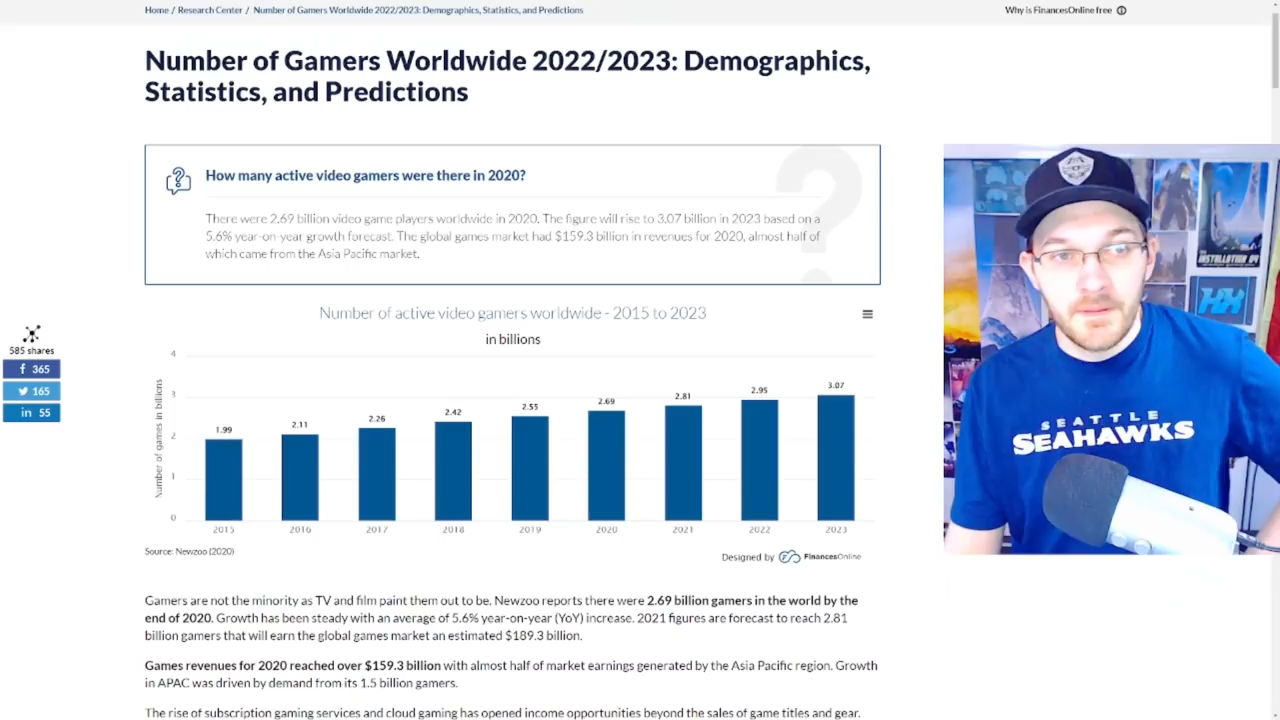 Home / Research Center / Number of Gamers Worldwide 2022/2023: Demographics, Statistics, and Predictions
Why is FinancesOnline free
Number of Gamers Worldwide 2022/2023: Demographics,
Statistics, and Predictions
How many active video gamers were there in 2020?
There were 2.69 billion video game players worldwide in 2020. The figure will rise to 3.07 billion in 2023 based on a
5.6% year-on-year growth forecast. The global games market had $159.3 billion in revenues for 2020, almost half of
which came from the Asia Pacific market.
Number of active video gamers worldwide - 2015 to 2023
in billions
Number of games in billions
4
3
2
1
0
1.99
2.11
2.26
2.42
2.55
2.69
2.81
2.95
3.07
2015
2016
2017
2018
2019
2020
2021
2022
2023
Source: Newzoo (2020)
Designed by FinancesOnline
585 shares
f 365
165
in 55
Gamers are not the minority as TV and film paint them out to be. Newzoo reports there were 2.69 billion gamers in the world by the
end of 2020. Growth has been steady with an average of 5.6% year-on-year (YoY) increase. 2021 figures are forecast to reach 2.81
billion gamers that will earn the global games market an estimated $189.3 billion.
Games revenues for 2020 reached over $159.3 billion with almost half of market earnings generated by the Asia Pacific region. Growth
in APAC was driven by demand from its 1.5 billion gamers.
The rise of subscription gaming services and cloud gaming has opened income opportunities beyond the sales of game titles and gear.
INSTALLATION 04
SEATTLE
SEAHAWKS